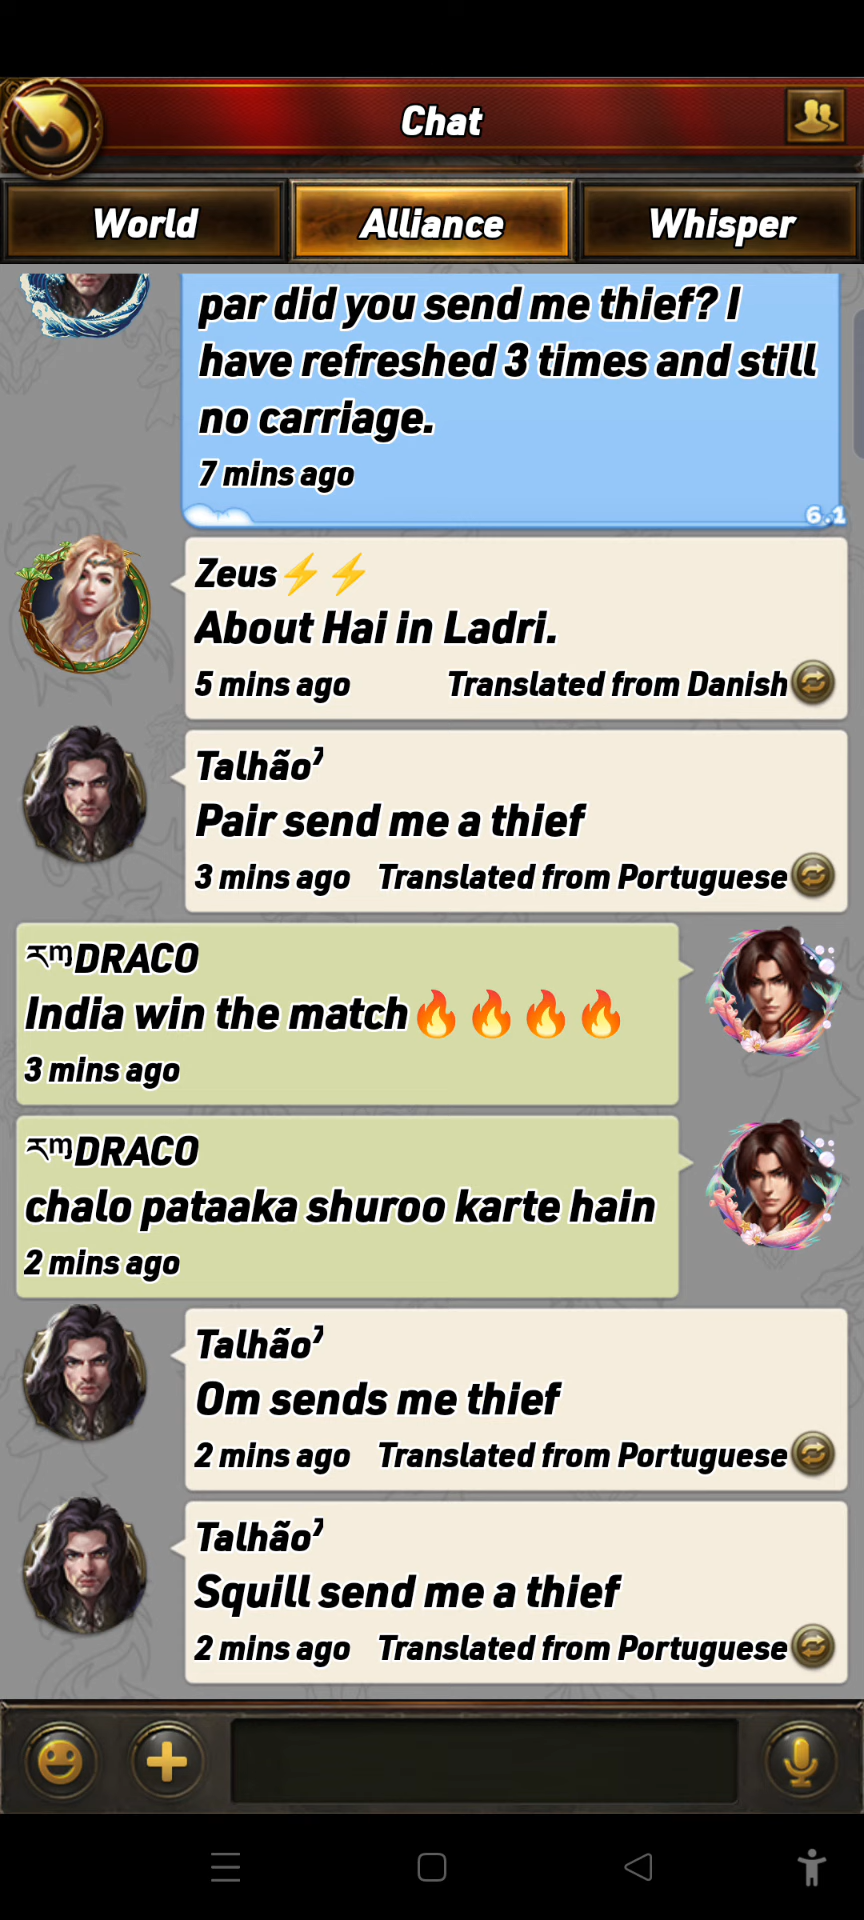 Chat
World
Alliance
Whisper
par did you send me thief? I
have refreshed 3 times and still
no carriage.
7 mins ago
6.1
Zeus⚡⚡
About Hai in Ladri.
5 mins ago Translated from Danish
Talhão⁷
Pair send me a thief
3 mins ago Translated from Portuguese
DRACO
India win the match🔥🔥🔥🔥
3 mins ago
DRACO
chalo pataaka shuroo karte hain
2 mins ago
Talhão⁷
Om sends me thief
2 mins ago Translated from Portuguese
Talhão⁷
Squill send me a thief
2 mins ago Translated from Portuguese